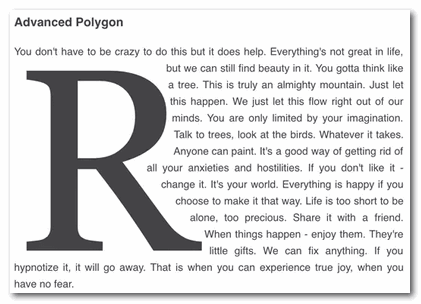 Advanced Polygon
You don't have to be crazy to do this but it does help. Everything's not great in life,
but we can still find beauty in it. You gotta think like
a tree. This is truly an almighty mountain. Just let
this happen. We just let this flow right out of our
minds. You are only limited by your imagination.
Talk to trees, look at the birds. Whatever it takes.
Anyone can paint. It's a good way of getting rid of
all your anxieties and hostilities. If you don't like it -
change it. It's your world. Everything is happy if you
choose to make it that way. Life is too short to be
alone, too precious. Share it with a friend.
When things happen - enjoy them. They're
little gifts. We can fix anything. If you
hypnotize it, it will go away. That is when you can experience true joy, when you
have no fear.
R